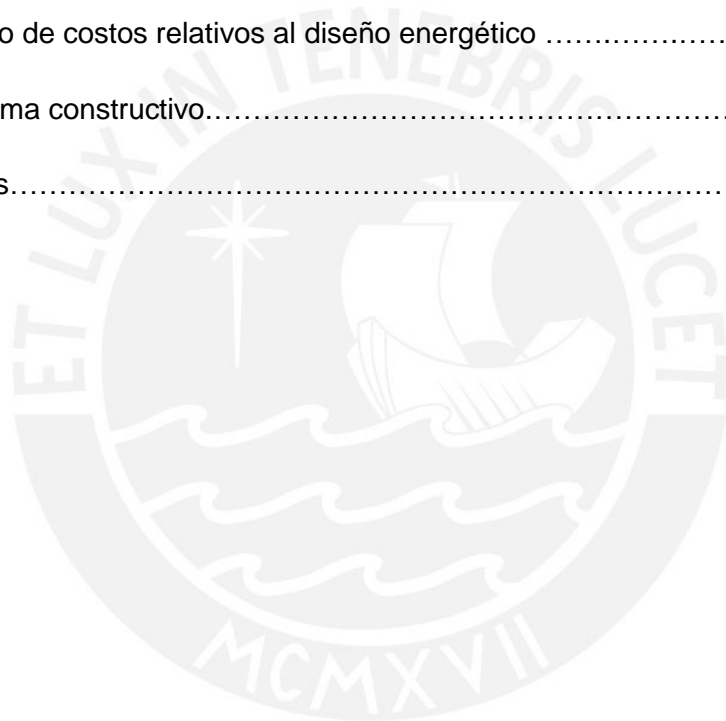 o de costos relativos al diseño energético ……..…………..…
ma constructivo……………………………………………………
s…………………………………………………………………………
ET LUX IN TENEBRIS LUCET
MCMXVII